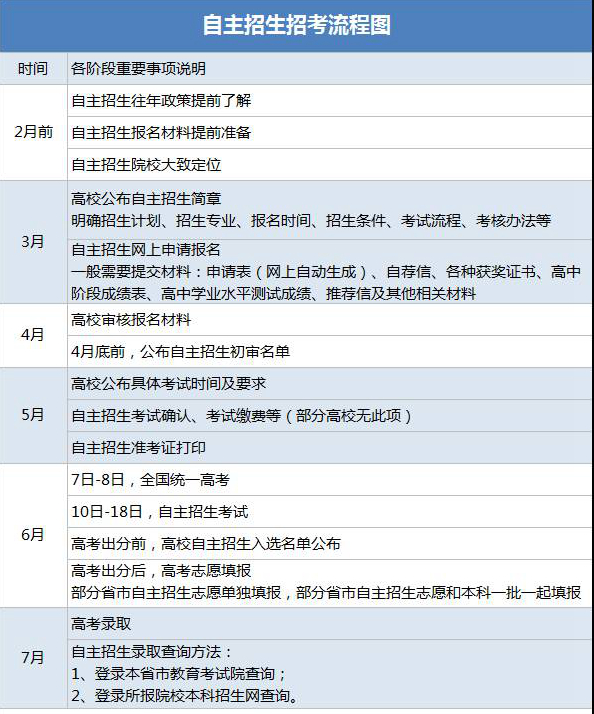 自主招生招考流程图
时间 各阶段重要事项说明
2月前
自主招生往年政策提前了解
自主招生报名材料提前准备
自主招生院校大致定位
3月
高校公布自主招生简章
明确招生计划、招生专业、报名时间、招生条件、考试流程、考核办法等
自主招生网上申请报名
一般需要提交材料：申请表（网上自动生成）、自荐信、各种获奖证书、高中
阶段成绩表、高中学业水平测试成绩、推荐信及其他相关材料
4月
高校审核报名材料
4月底前，公布自主招生初审名单
5月
高校公布具体考试时间及要求
自主招生考试确认、考试缴费等（部分高校无此项）
自主招生准考证打印
6月
7日-8日，全国统一高考
10日-18日，自主招生考试
高考出分前，高校自主招生入选名单公布
高考出分后，高考志愿填报
部分省市自主招生志愿单独填报，部分省市自主招生志愿和本科一批一起填报
7月
高考录取
自主招生录取查询方法：
1、登录本省市教育考试院查询；
2、登录所报院校本科招生网查询。